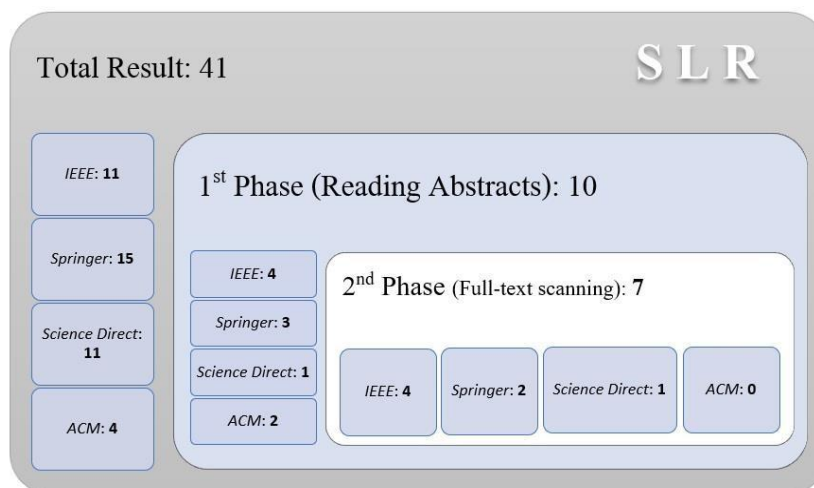 Total Result: 41
S L R
IEEE: 11
Springer: 15
Science Direct:
11
ACM: 4
1st Phase (Reading Abstracts): 10
IEEE: 4
Springer: 3
Science Direct: 1
ACM: 2
2nd Phase (Full-text scanning): 7
IEEE: 4
Springer: 2
Science Direct: 1
ACM: 0